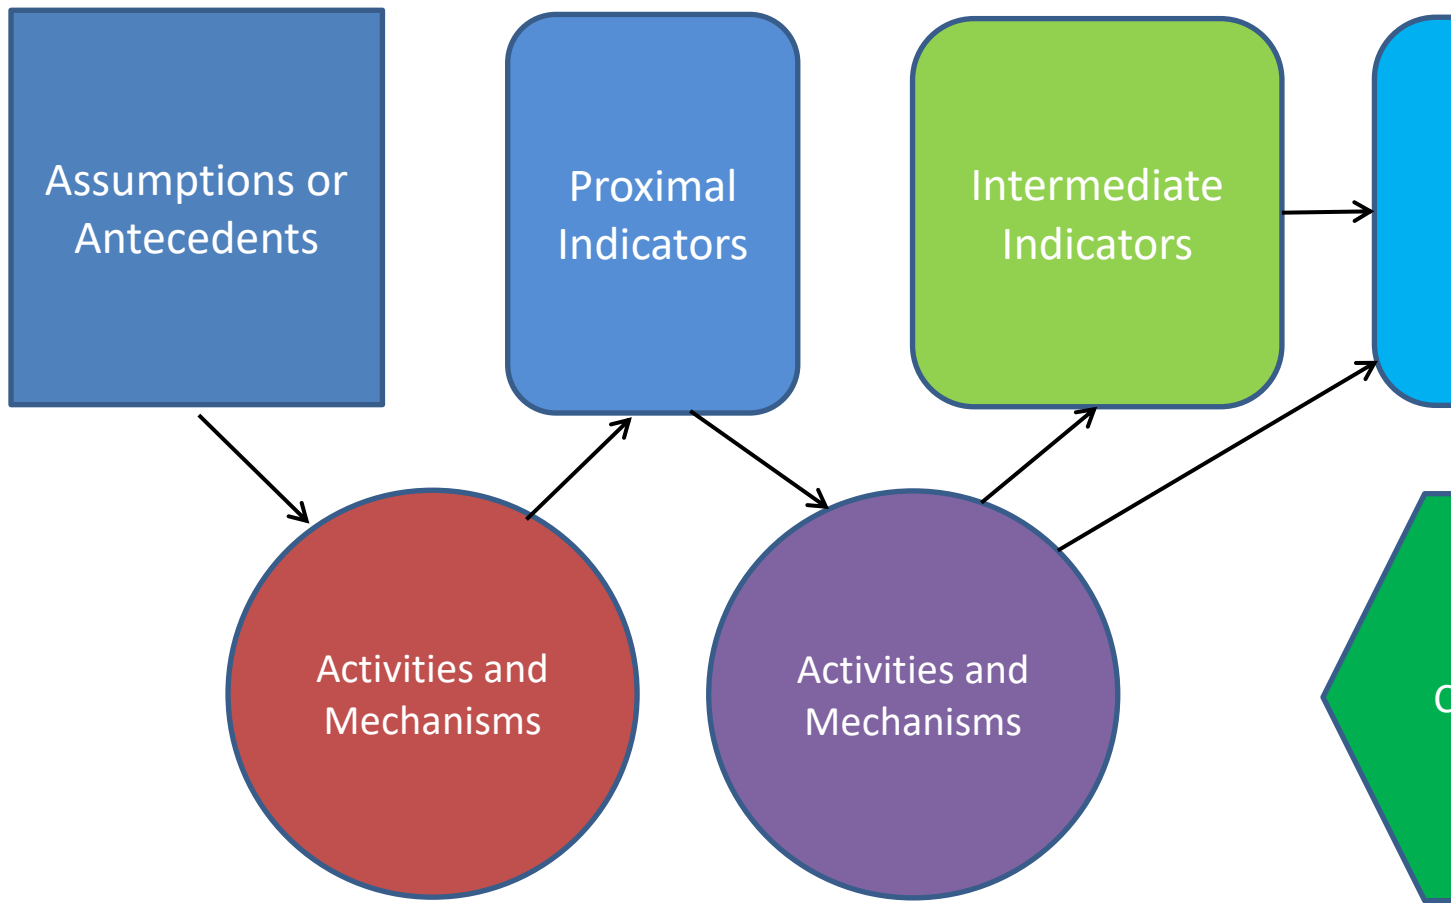 Assumptions or
Antecedents
Proximal
Indicators
Intermediate
Indicators
Activities and
Mechanisms
Activities and
Mechanisms